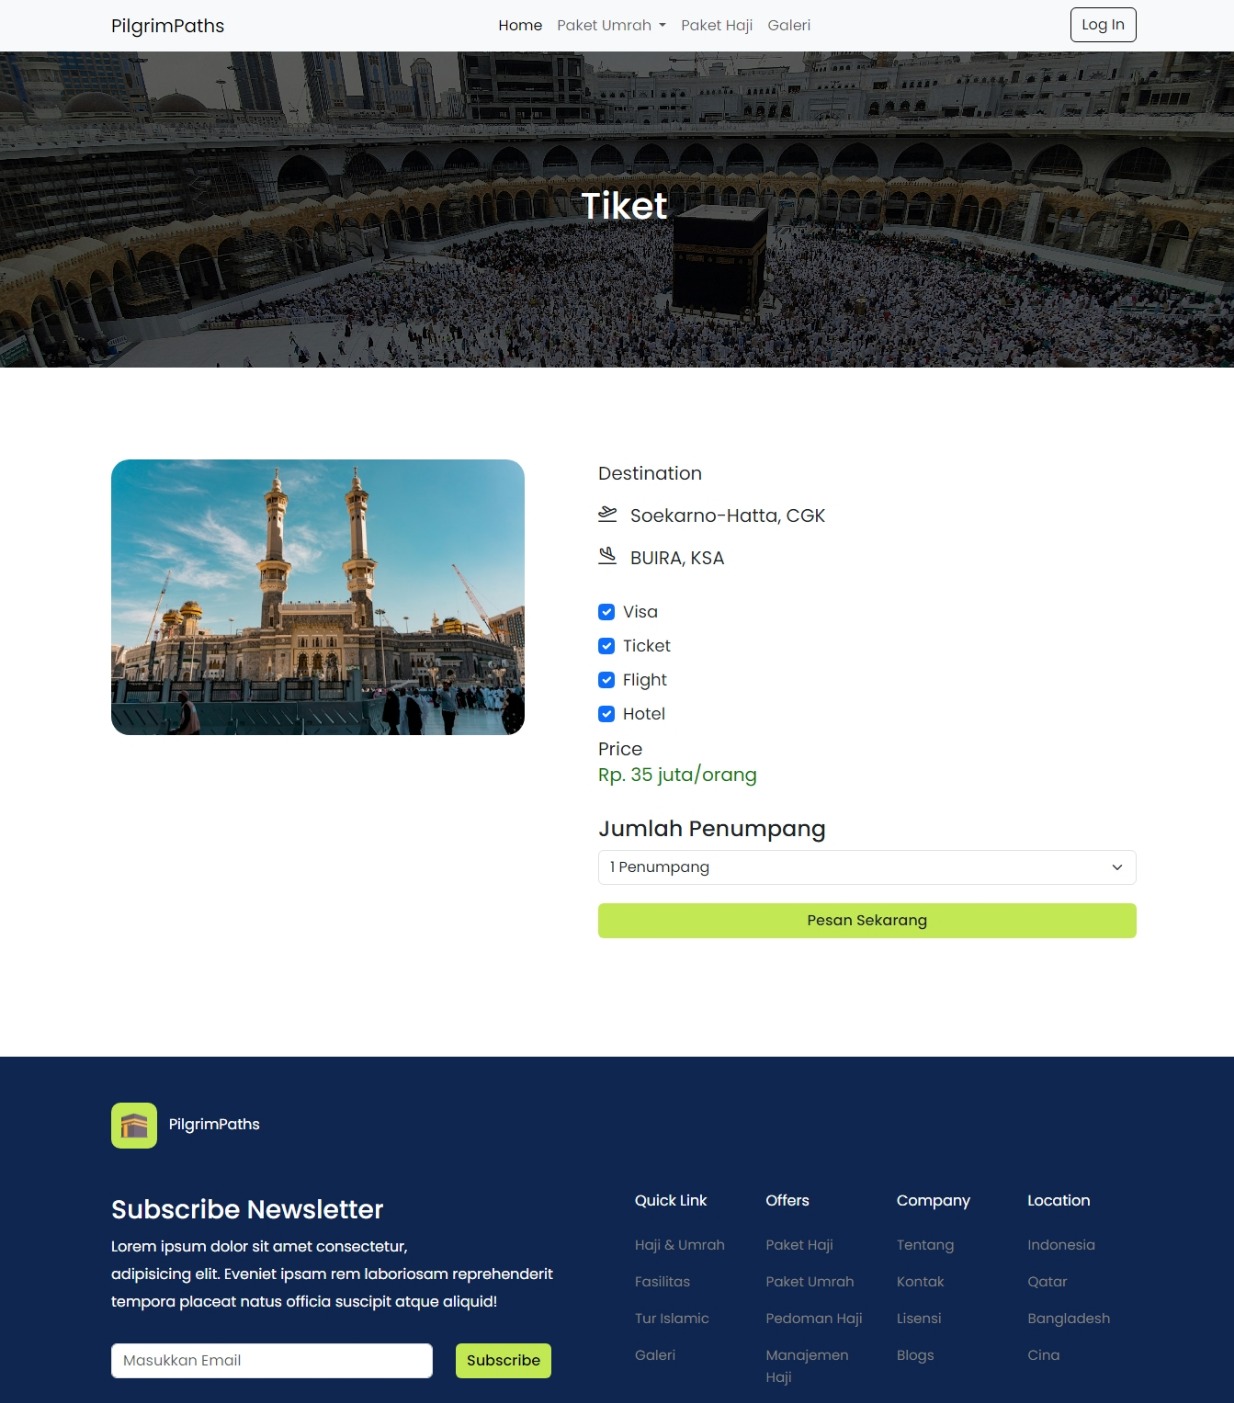 PilgrimPaths
Home Paket Umrah Paket Haji Galeri
Log In
Tiket
Destination
Soekarno-Hatta, CGK
BUIRA, KSA
Visa
Ticket
Flight
Hotel
Price
Rp. 35 juta/orang
Jumlah Penumpang
1 Penumpang
Pesan Sekarang
PilgrimPaths
Subscribe Newsletter
Lorem ipsum dolor sit amet consectetur,
adipisicing elit. Eveniet ipsam rem laboriosam reprehenderit
tempora placeat natus officia suscipit atque aliquid!
Masukkan Email
Subscribe
Quick Link
Haji & Umrah
Fasilitas
Tur Islamic
Galeri
Offers
Paket Haji
Paket Umrah
Pedoman Haji
Manajemen
Haji
Company
Tentang
Kontak
Lisensi
Blogs
Location
Indonesia
Qatar
Bangladesh
Cina